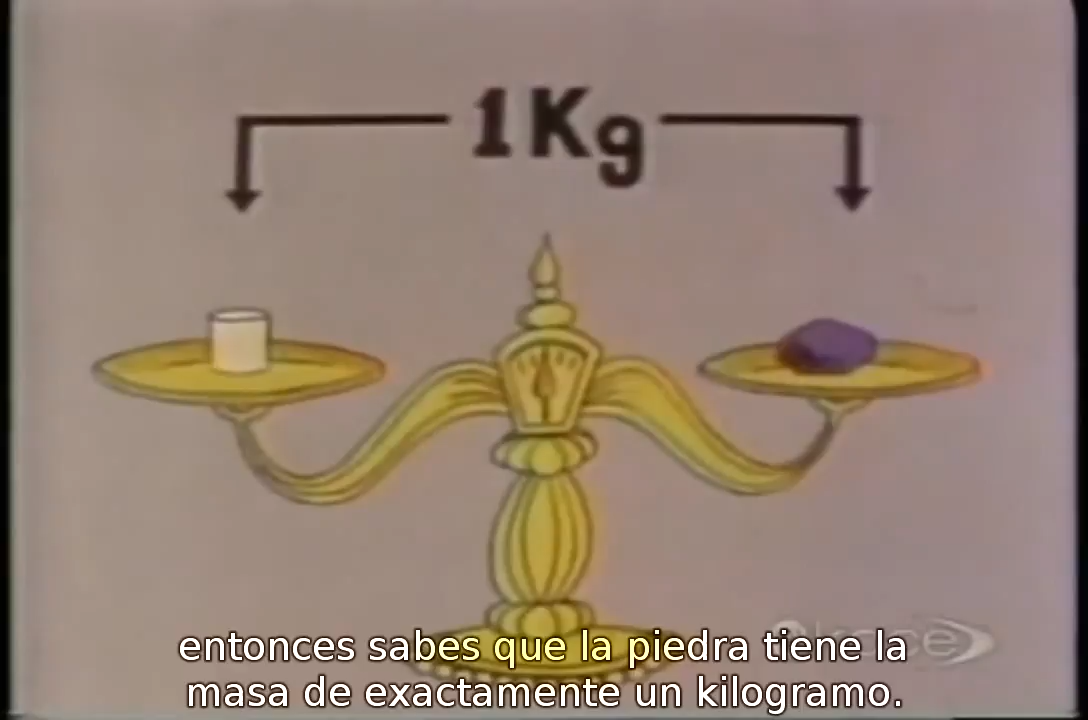 1Kg
entonces sabes que la piedra tiene la
masa de exactamente un kilogramo.